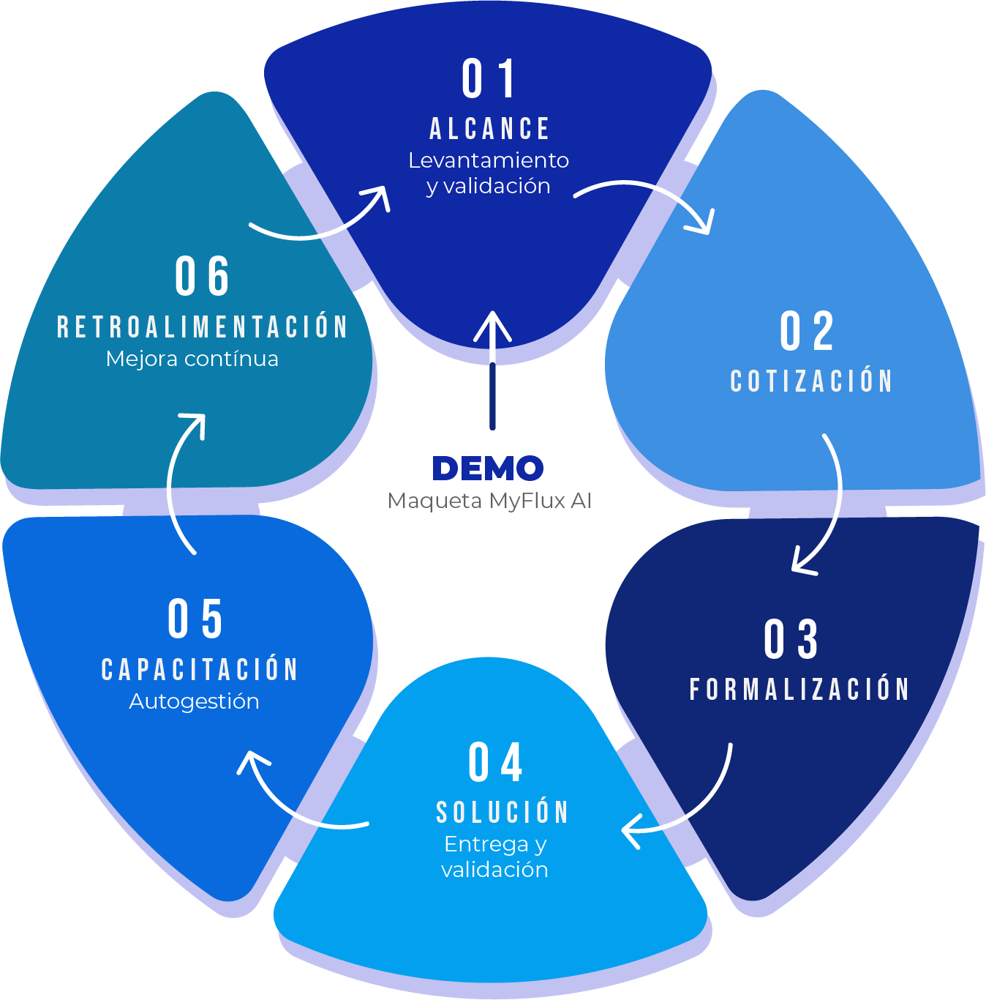 01
ALCANCE
Levantamiento
y validación
02
COTIZACIÓN
03
FORMALIZACIÓN
04
SOLUCIÓN
Entrega y
validación
05
CAPACITACIÓN
Autogestión
06
RETROALIMENTACIÓN
Mejora contínua
DEMO
Maqueta MyFlux AI